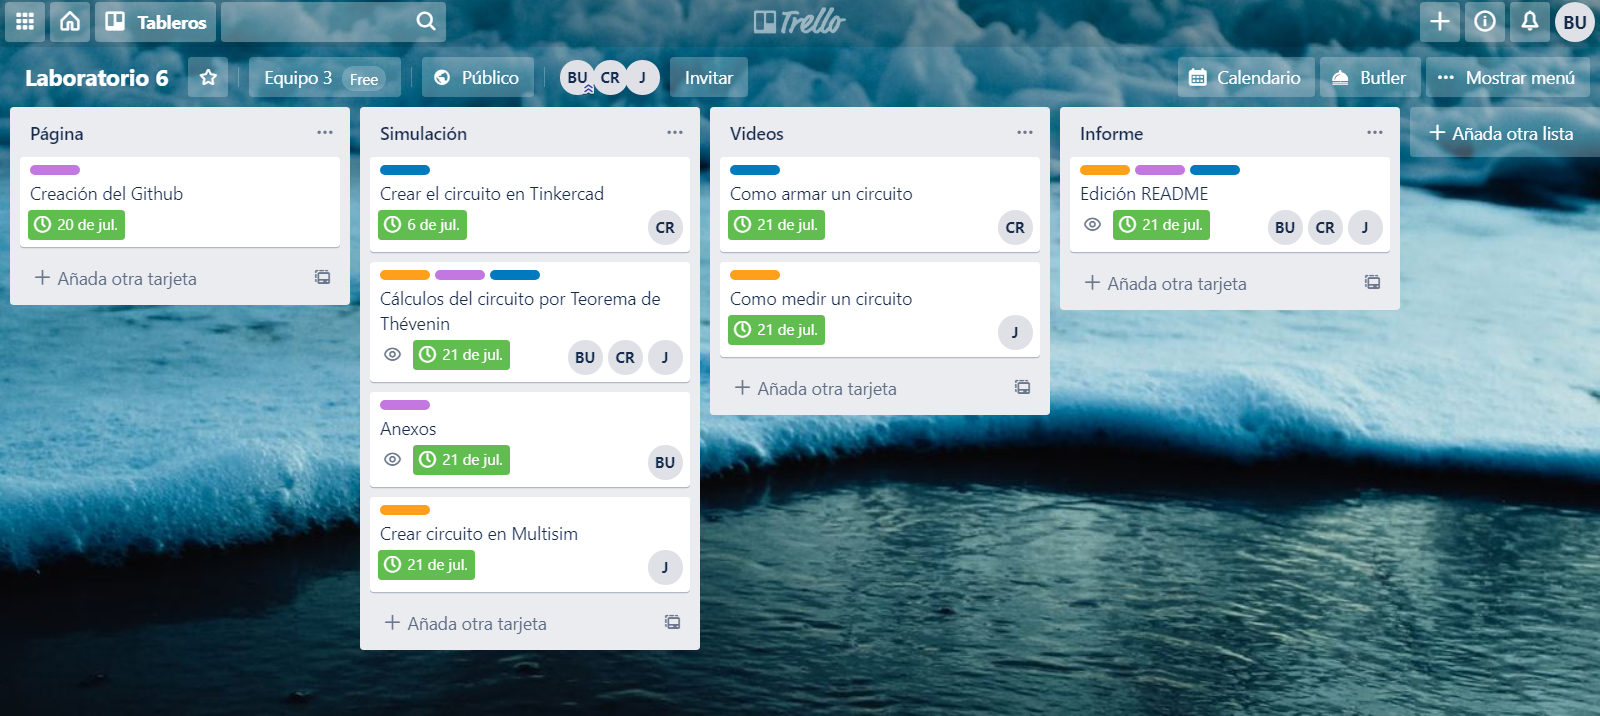 Tableros
Trello
BU
Laboratorio 6
Equipo 3 Free
Público
BU CR J
Invitar
Calendario
Butler
Mostrar menú
Página
Creación del Github
20 de jul.
Añada otra tarjeta
Simulación
Crear el circuito en Tinkercad
6 de jul.
CR
Cálculos del circuito por Teorema de
Thévenin
21 de jul.
BU CR J
Anexos
21 de jul.
BU
Crear circuito en Multisim
21 de jul.
J
Añada otra tarjeta
Videos
Como armar un circuito
21 de jul.
CR
Como medir un circuito
21 de jul.
J
Añada otra tarjeta
Informe
Edición README
21 de jul.
BU CR J
Añada otra tarjeta
Añada otra lista